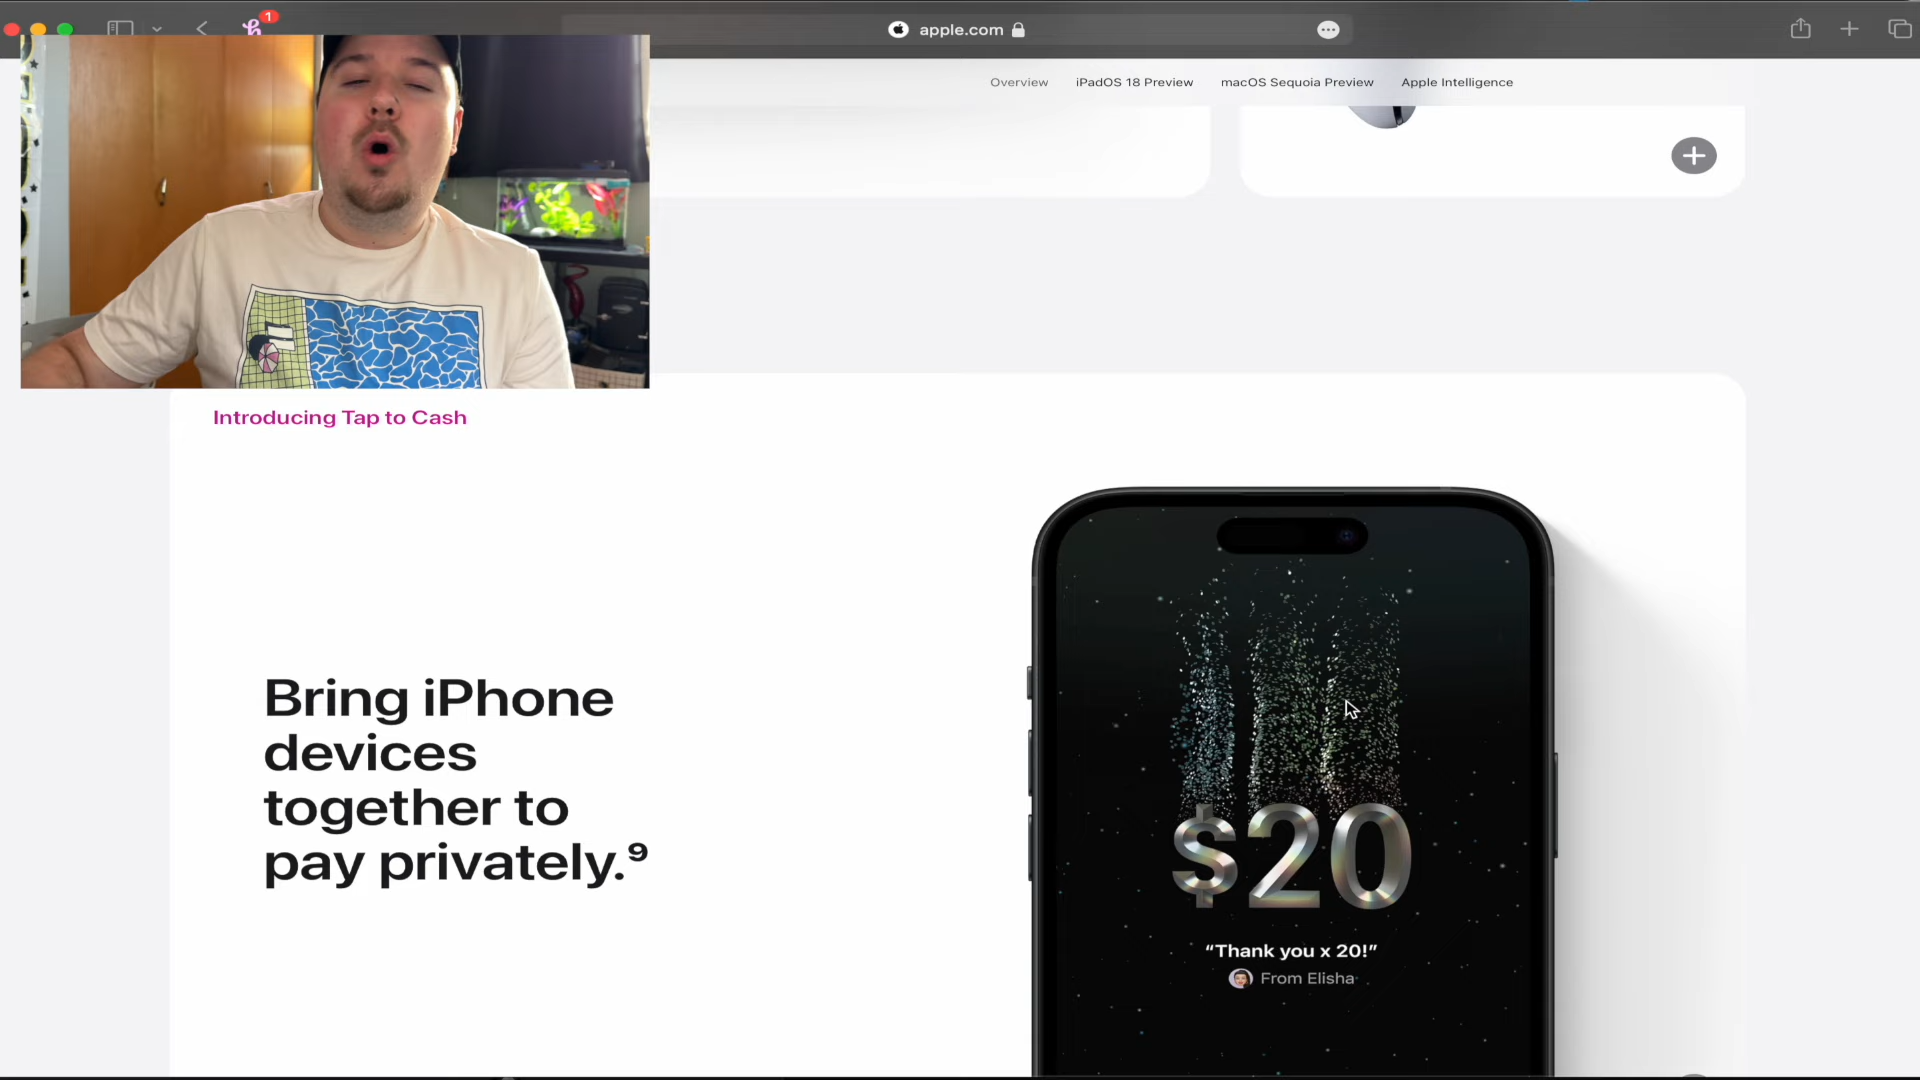 1
apple.com
Overview
iPadOS 18 Preview
macOS Sequoia Preview
Apple Intelligence
Introducing Tap to Cash
Bring iPhone
devices
together to
pay privately.⁹
$20
“Thank you x 20!”
From Elisha